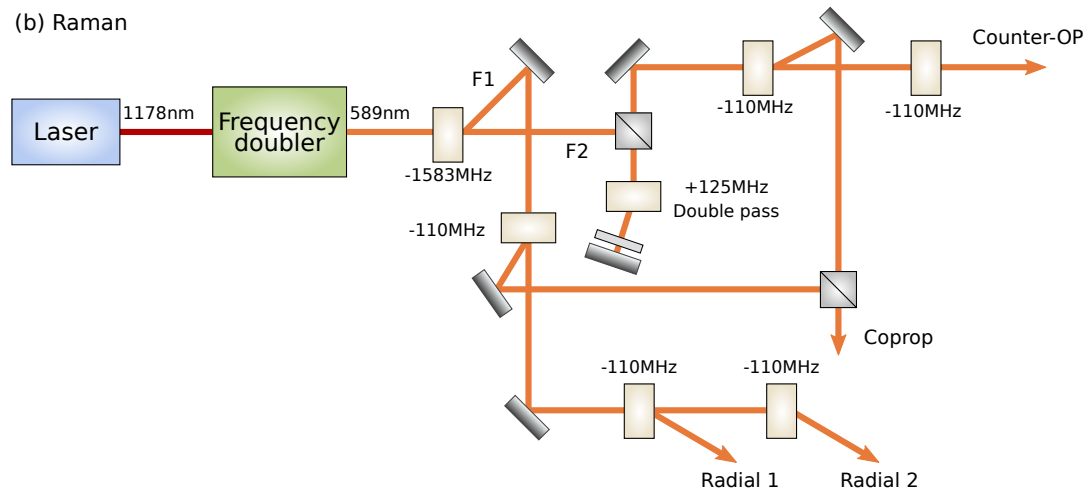 (b) Raman
Counter-OP
F1
-110MHz
-110MHz
1178nm
589nm
Laser
Frequency
doubler
F2
-1583MHz
+125MHz
Double pass
-110MHz
Coprop
-110MHz
-110MHz
Radial 1
Radial 2